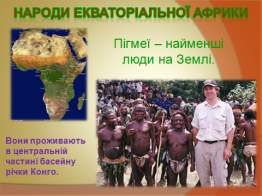 НАРОДИ ЕКВАТОРІАЛЬНОЇ АФРИКИ
Пігмеї – найменші
люди на Землі.
Вони проживають
в центральній
частині басейну
річки Конго.